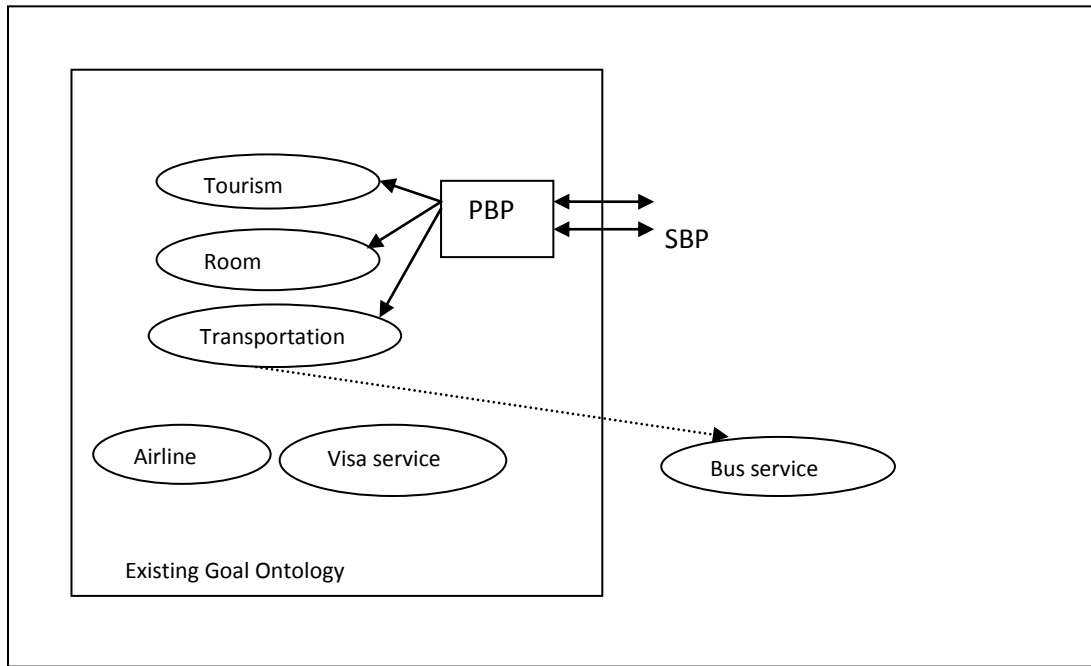 Tourism
PBP
SBP
Room
Transportation
Airline
Visa service
Bus service
Existing Goal Ontology